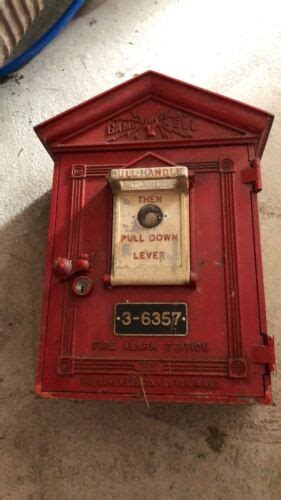 GAMEWELL
PULL HANDLE
THEN
PULL DOWN
LEVER
3-6357
FIRE ALARM STATION